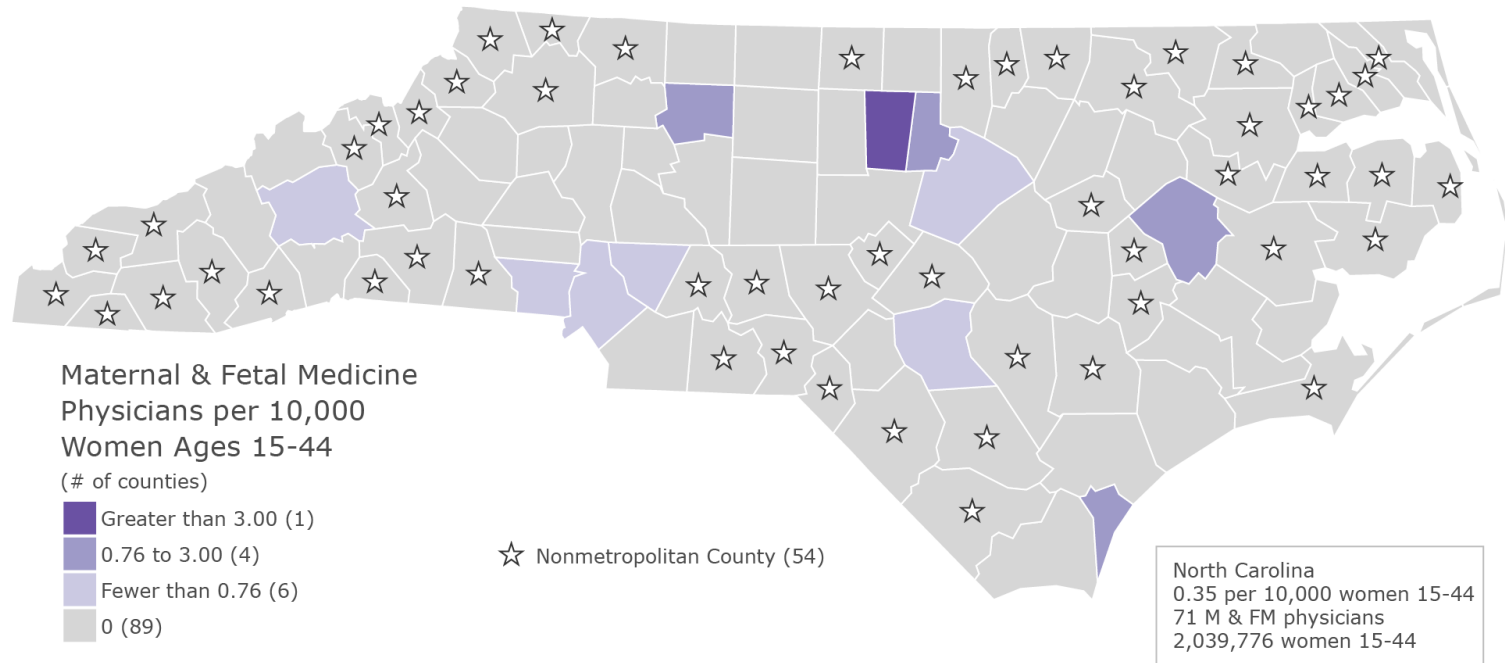 Maternal & Fetal Medicine
Physicians per 10,000
Women Ages 15-44
(# of counties)
Greater than 3.00 (1)
0.76 to 3.00 (4)
Fewer than 0.76 (6)
0 (89)
Nonmetropolitan County (54)
North Carolina
0.35 per 10,000 women 15-44
71 M & FM physicians
2,039,776 women 15-44